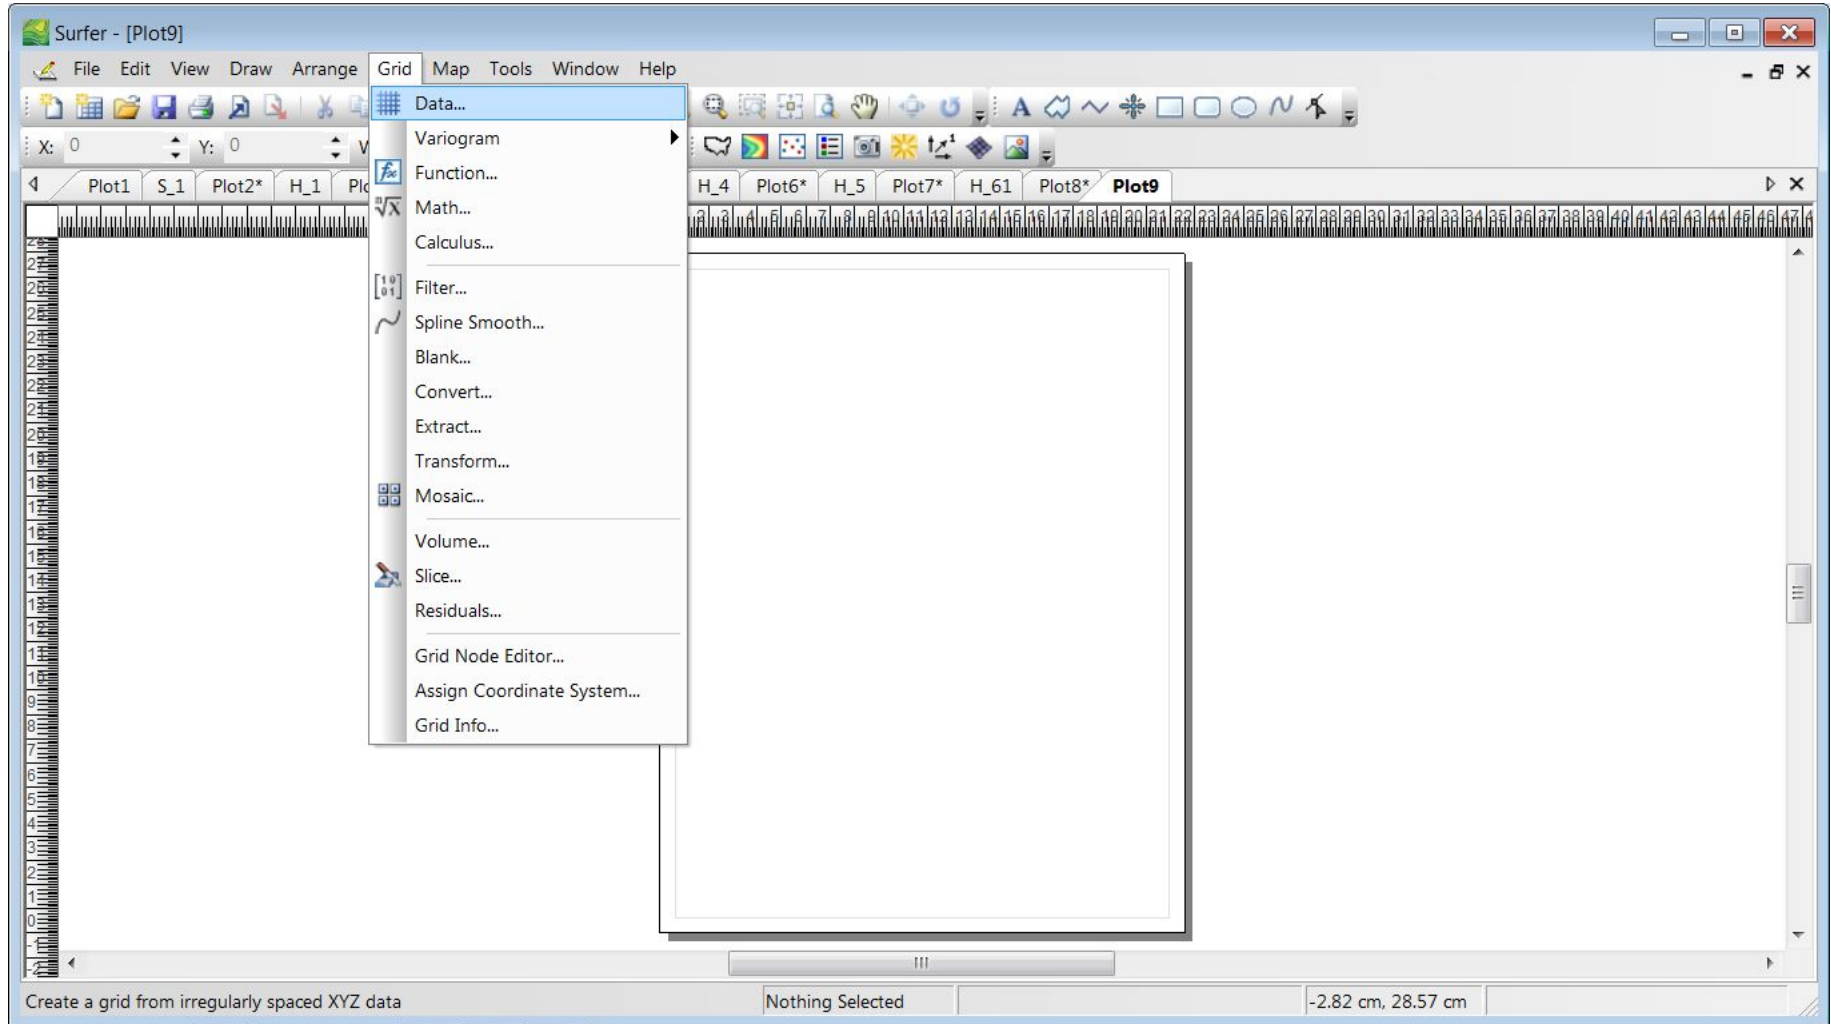 Surfer - [Plot9]
File Edit View Draw Arrange Grid Map Tools Window Help
Data...
X: 0 Y: 0
Variogram
Function...
Plot1 S_1 Plot2* H_1 H_4 Plot6* H_5 Plot7* H_61 Plot8* Plot9
Math...
Calculus...
Filter...
Spline Smooth...
Blank...
Convert...
Extract...
Transform...
Mosaic...
Volume...
Slice...
Residuals...
Grid Node Editor...
Assign Coordinate System...
Grid Info...
Create a grid from irregularly spaced XYZ data Nothing Selected -2.82 cm, 28.57 cm